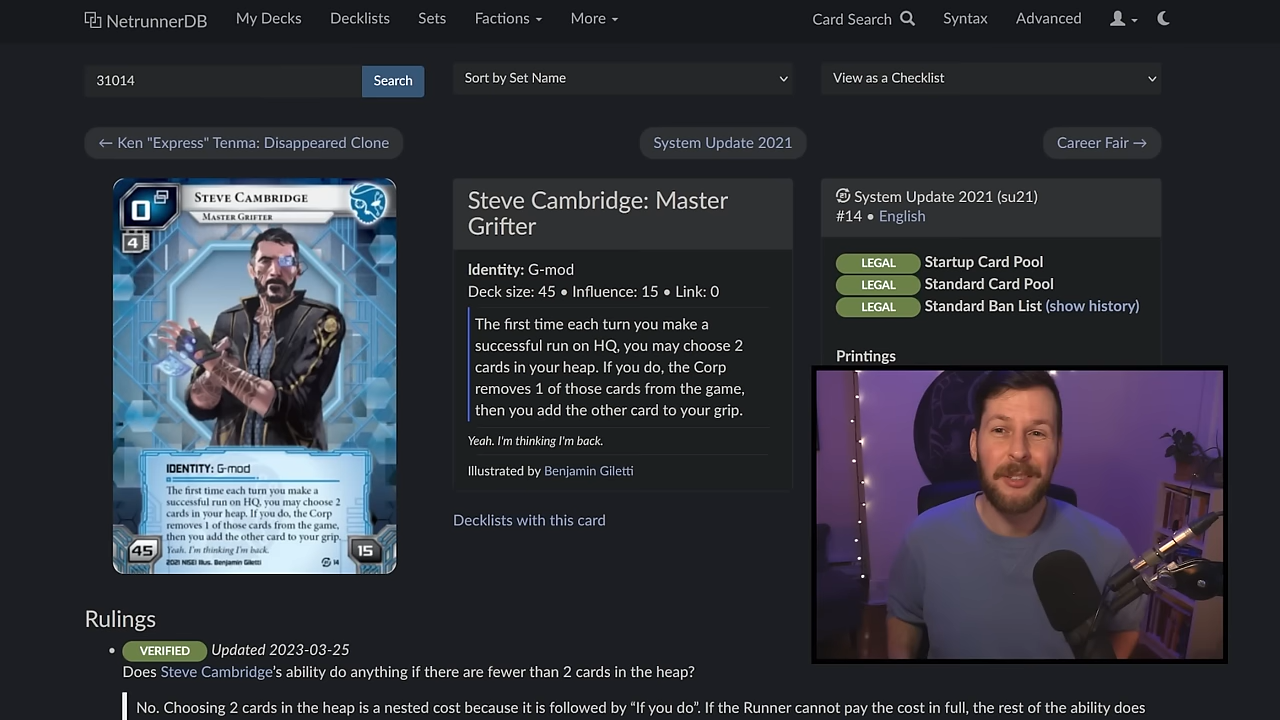 NetrunnerDB My Decks Decklists Sets Factions More Card Search Syntax Advanced
31014 Search Sort by Set Name View as a Checklist
← Ken "Express" Tenma: Disappeared Clone System Update 2021 Career Fair →
0
STEVE CAMBRIDGE
MASTER GRIFTER
4
IDENTITY: G-mod
The first time each turn you make a
successful run on HQ, you may choose 2
cards in your heap. If you do, the Corp
removes 1 of those cards from the game,
then you add the other card to your grip.
Yeah. I'm thinking I'm back.
45
15
2021 NISEI Illus. Benjamin Giletti 14
Steve Cambridge: Master
Grifter
Identity: G-mod
Deck size: 45 • Influence: 15 • Link: 0
The first time each turn you make a
successful run on HQ, you may choose 2
cards in your heap. If you do, the Corp
removes 1 of those cards from the game,
then you add the other card to your grip.
Yeah. I'm thinking I'm back.
Illustrated by Benjamin Giletti
Decklists with this card
System Update 2021 (su21)
#14 • English
LEGAL Startup Card Pool
LEGAL Standard Card Pool
LEGAL Standard Ban List (show history)
Printings
Rulings
• VERIFIED Updated 2023-03-25
Does Steve Cambridge's ability do anything if there are fewer than 2 cards in the heap?
No. Choosing 2 cards in the heap is a nested cost because it is followed by “If you do”. If the Runner cannot pay the cost in full, the rest of the ability does